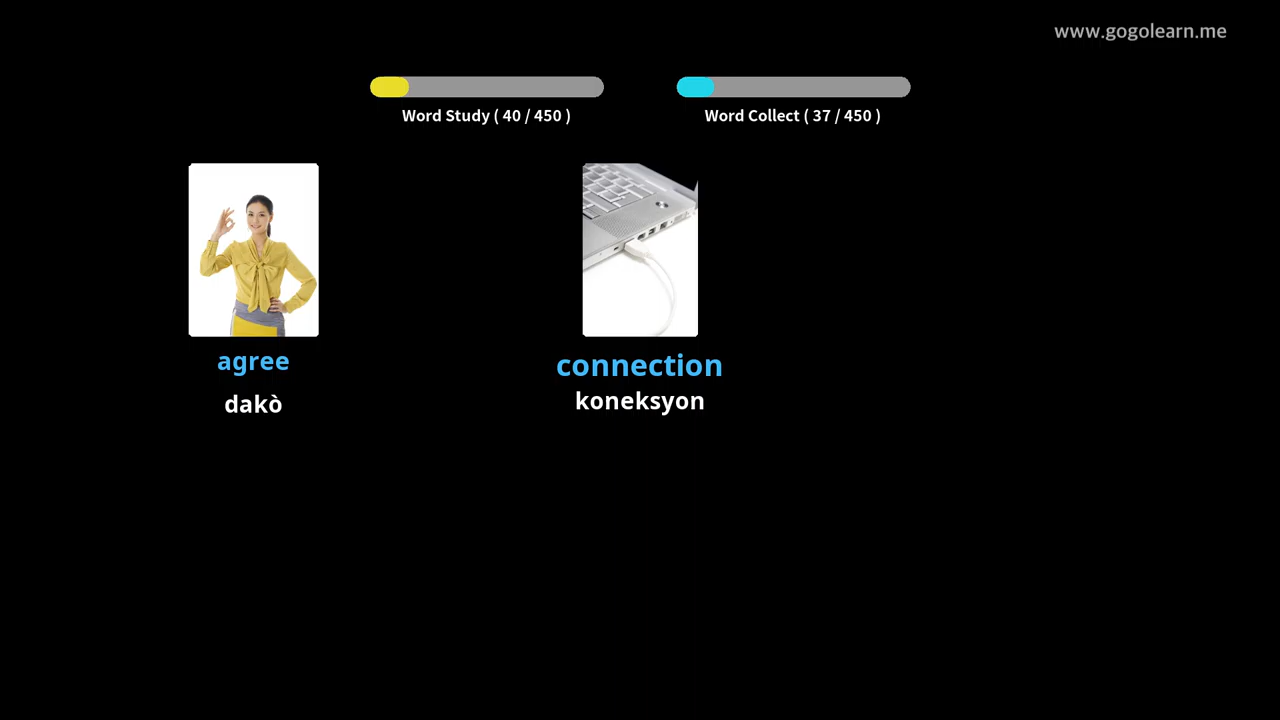 www.gogolearn.me
Word Study ( 40 / 450 )
Word Collect ( 37 / 450 )
agree
dakò
connection
koneksyon